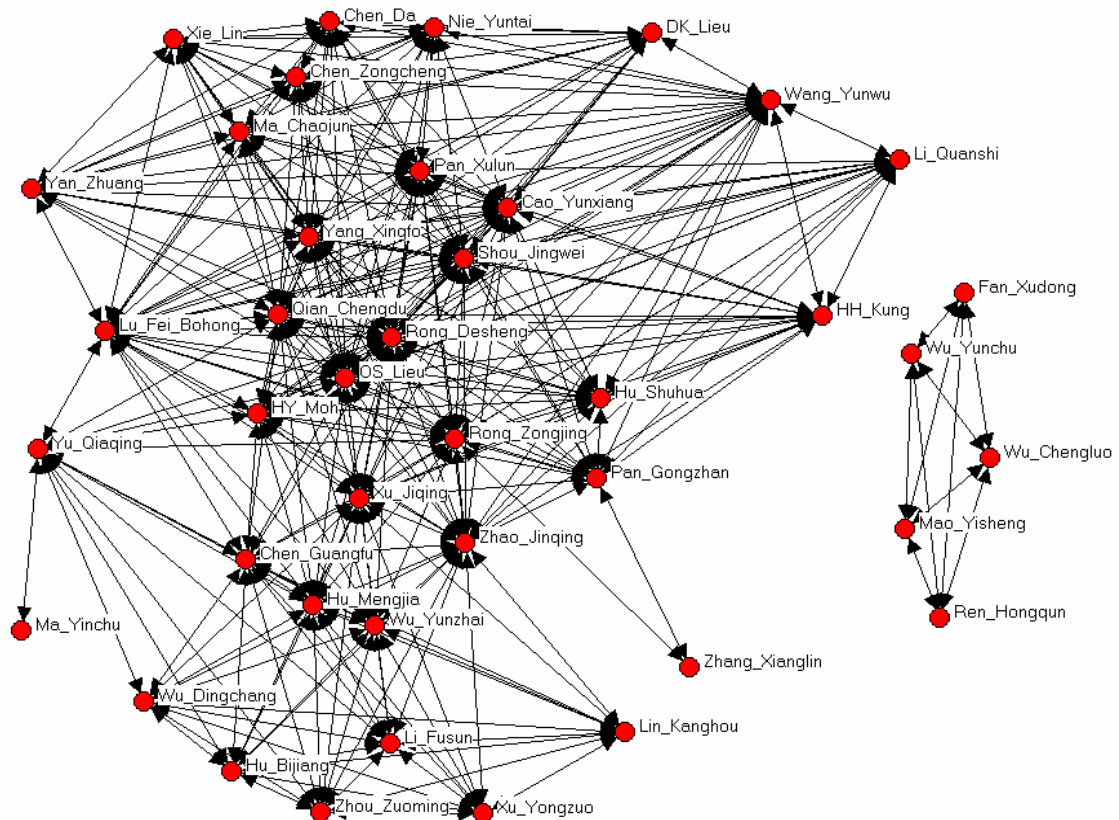 Chen_Da
Nie_Yuntai
DK_Lieu
Xie_Lin
Chen_Zongcheng
Wang_Yunwu
Ma_Chaojun
Li_Quanshi
Pan_Xulun
Yan_Zhuang
Cao_Yunxiang
Yang_Xingfo
Shou_Jingwei
Fan_Xudong
Qian_Chengdu
HH_Kung
Lu_Fei_Bohong
Rong_Desheng
Wu_Yunchu
OS_Lieu
Hu_Shuhua
HY_Moh
Rong_Zongjing
Yu_Qiaqing
Wu_Chengluo
Pan_Gongzhan
Xu_Jiqing
Mao_Yisheng
Zhao_Jinqing
Chen_Guangfu
Hu_Mengjia
Ren_Hongqun
Wu_Yunzhai
Ma_Yinchu
Zhang_Xianglin
Wu_Dingchang
Lin_Kanghou
Li_Fusun
Hu_Bijiang
Zhou_Zuoming
Xu_Yongzuo